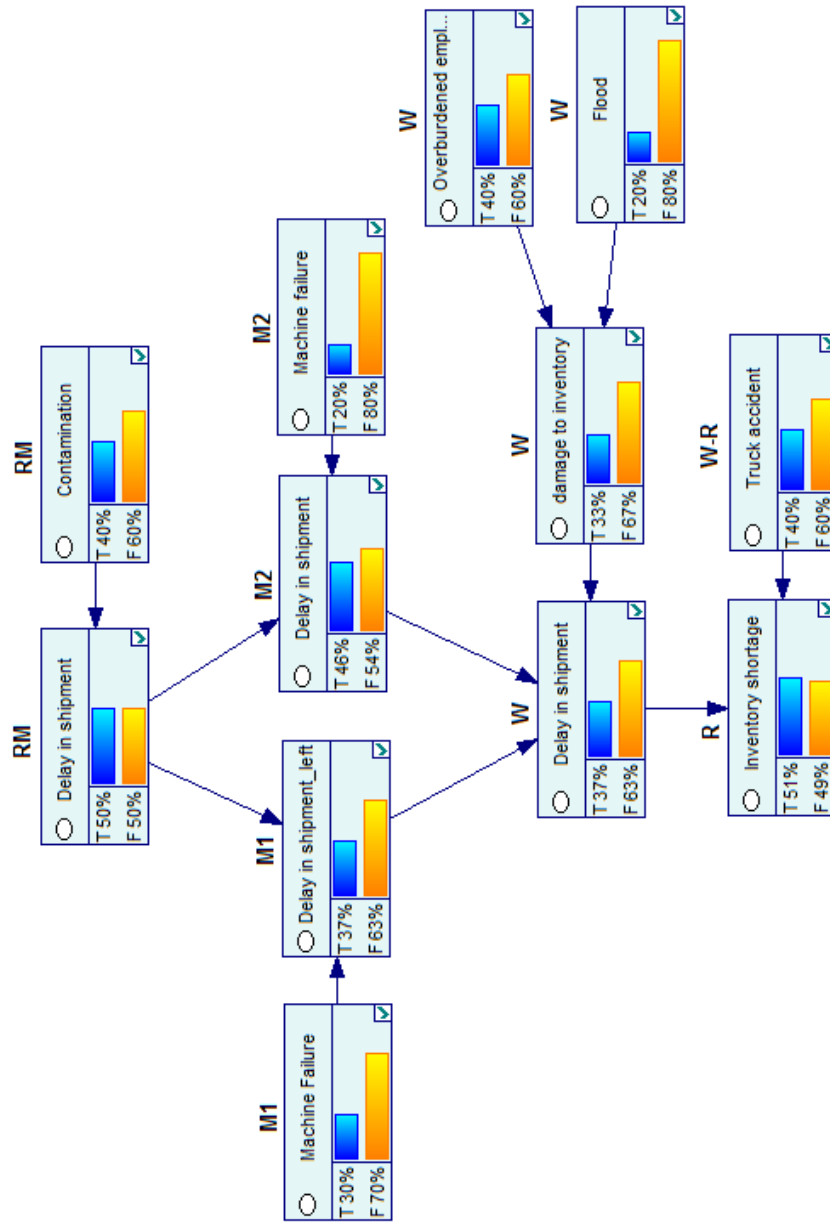 RM
Contamination
T 40%
F 60%
RM
Delay in shipment
T 50%
F 50%
M2
Machine failure
T 20%
F 80%
M2
Delay in shipment
T 46%
F 54%
M1
Delay in shipment_left
T 37%
F 63%
M1
Machine Failure
T 30%
F 70%
W
Overburdened empl...
T 40%
F 60%
W
Flood
T 20%
F 80%
W
damage to inventory
T 33%
F 67%
W
Delay in shipment
T 37%
F 63%
W-R
Truck accident
T 40%
F 60%
R
Inventory shortage
T 51%
F 49%